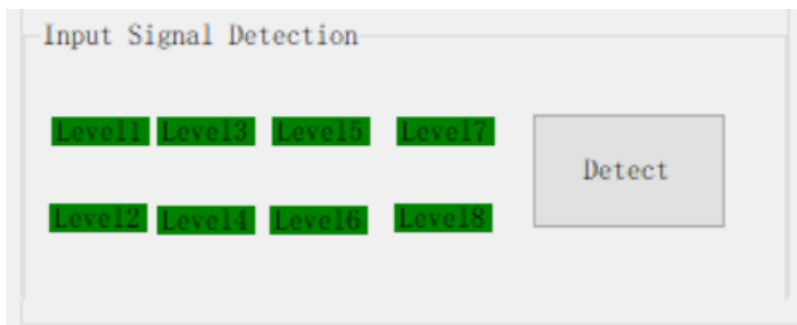 Input Signal Detection
Level1 Level3 Level5 Level7
Detect
Level2 Level4 Level6 Level8